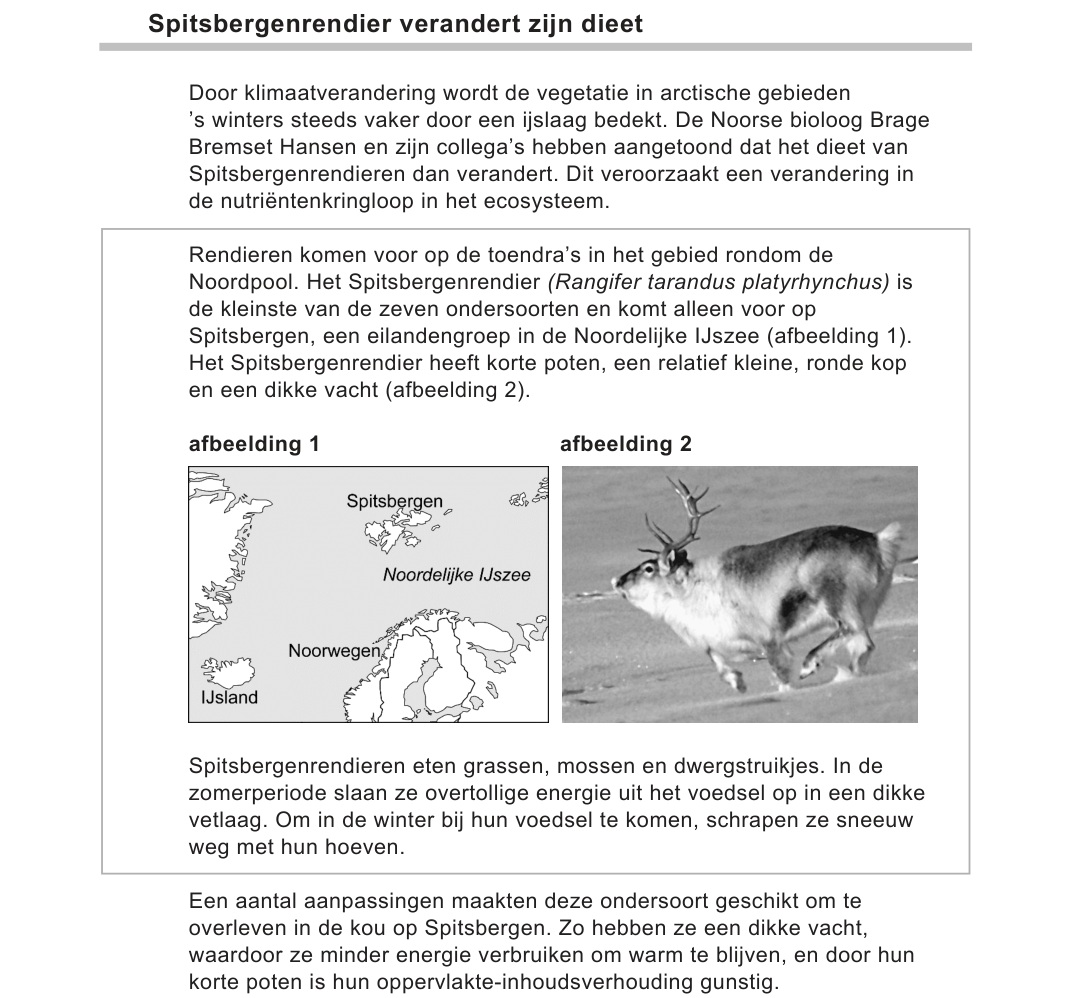 Spitsbergenrendier verandert zijn dieet
Door klimaatverandering wordt de vegetatie in arctische gebieden
’s winters steeds vaker door een ijslaag bedekt. De Noorse bioloog Brage
Bremset Hansen en zijn collega’s hebben aangetoond dat het dieet van
Spitsbergenrendieren dan verandert. Dit veroorzaakt een verandering in
de nutriëntenkringloop in het ecosysteem.
Rendieren komen voor op de toendra’s in het gebied rondom de
Noordpool. Het Spitsbergenrendier (Rangifer tarandus platyrhynchus) is
de kleinste van de zeven ondersoorten en komt alleen voor op
Spitsbergen, een eilandengroep in de Noordelijke IJszee (afbeelding 1).
Het Spitsbergenrendier heeft korte poten, een relatief kleine, ronde kop
en een dikke vacht (afbeelding 2).
afbeelding 1
afbeelding 2
Spitsbergen
Noordelijke IJszee
Noorwegen
IJsland
Spitsbergenrendieren eten grassen, mossen en dwergstruikjes. In de
zomerperiode slaan ze overtollige energie uit het voedsel op in een dikke
vetlaag. Om in de winter bij hun voedsel te komen, schrapen ze sneeuw
weg met hun hoeven.
Een aantal aanpassingen maakten deze ondersoort geschikt om te
overleven in de kou op Spitsbergen. Zo hebben ze een dikke vacht,
waardoor ze minder energie verbruiken om warm te blijven, en door hun
korte poten is hun oppervlakte-inhoudsverhouding gunstig.